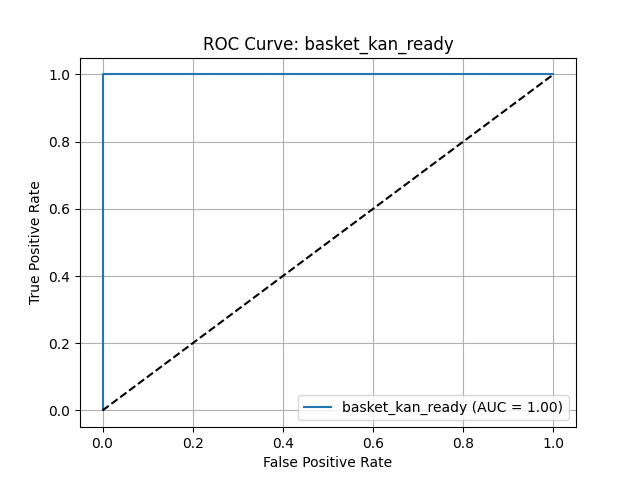 ROC Curve: basket_kan_ready
1.0
0.8
0.6
0.4
0.2
0.0
True Positive Rate
basket_kan_ready (AUC = 1.00)
0.0 0.2 0.4 0.6 0.8 1.0
False Positive Rate